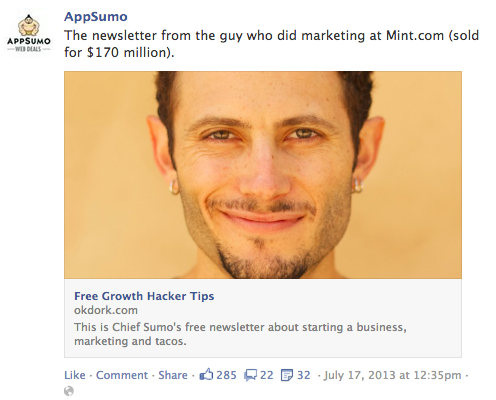 AppSumo
The newsletter from the guy who did marketing at Mint.com (sold
for $170 million).
APPSUMO
WEB DEALS
Free Growth Hacker Tips
okdork.com
This is Chief Sumo's free newsletter about starting a business,
marketing and tacos.
Like · Comment · Share · 285 22 32 · July 17, 2013 at 12:35pm ·